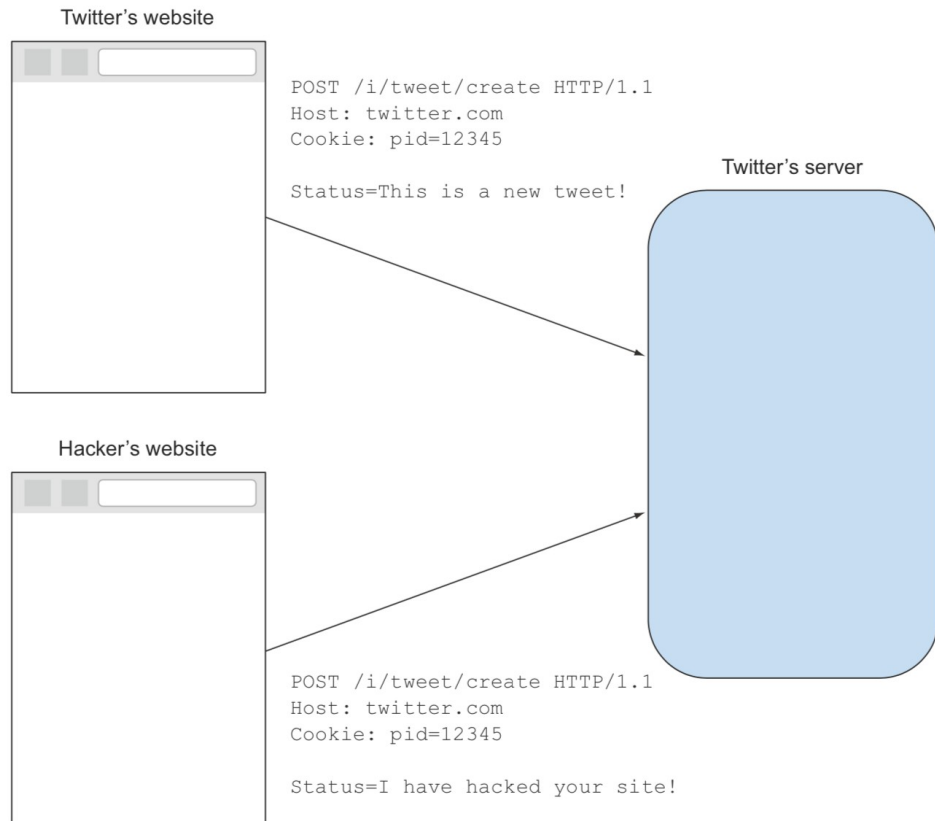 Twitter’s website
POST /i/tweet/create HTTP/1.1
Host: twitter.com
Cookie: pid=12345
Status=This is a new tweet!
Twitter’s server
Hacker’s website
POST /i/tweet/create HTTP/1.1
Host: twitter.com
Cookie: pid=12345
Status=I have hacked your site!